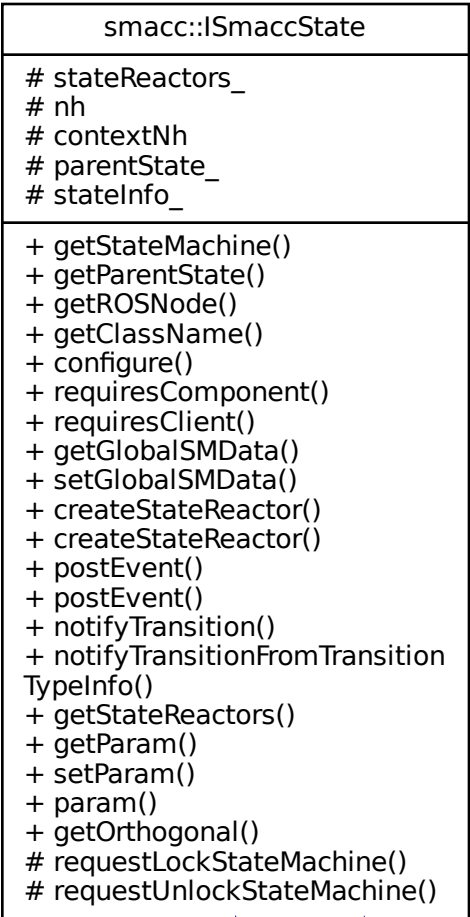 smacc::ISmaccState
# stateReactors_
# nh
# contextNh
# parentState_
# stateInfo_
+ getStateMachine()
+ getParentState()
+ getROSNode()
+ getClassName()
+ configure()
+ requiresComponent()
+ requiresClient()
+ getGlobalSMData()
+ setGlobalSMData()
+ createStateReactor()
+ createStateReactor()
+ postEvent()
+ postEvent()
+ notifyTransition()
+ notifyTransitionFromTransition
TypeInfo()
+ getStateReactors()
+ getParam()
+ setParam()
+ param()
+ getOrthogonal()
# requestLockStateMachine()
# requestUnlockStateMachine()